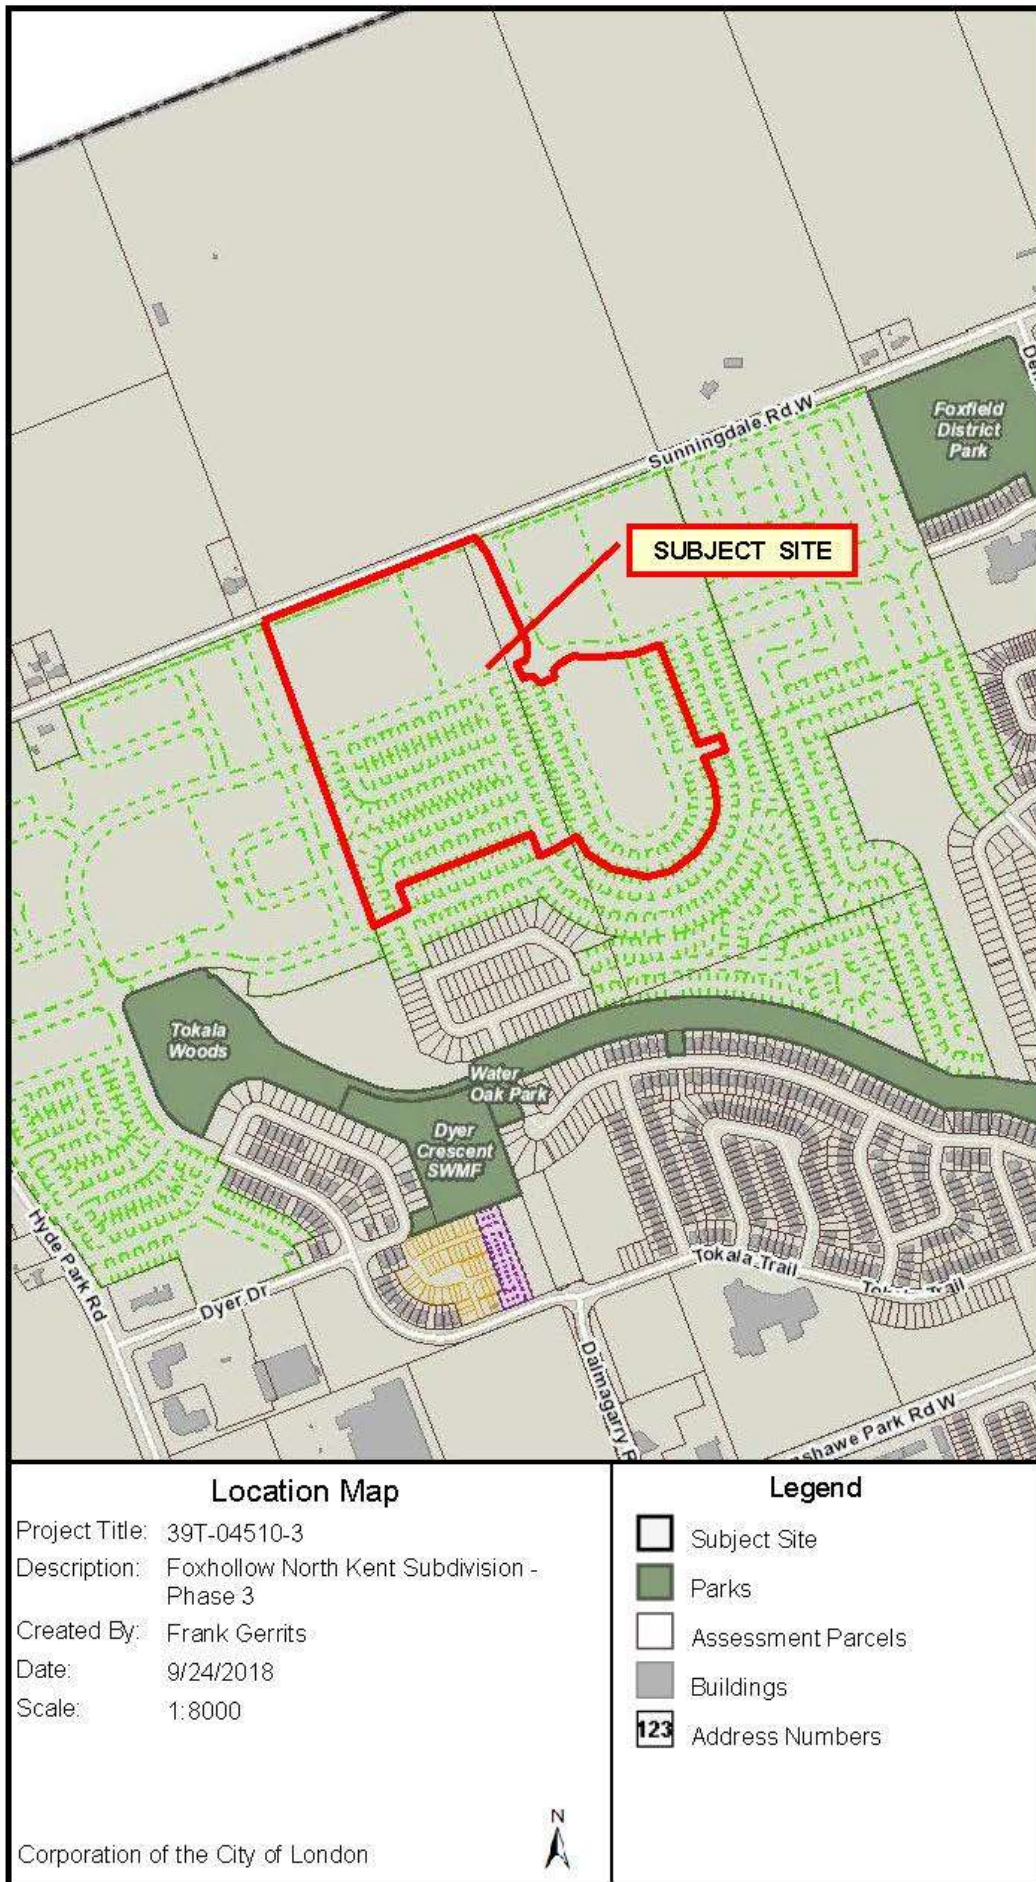 Foxfield
District
Park
Sunningdale Rd W
SUBJECT SITE
Tokala
Woods
Water
Oak Park
Dyer
Crescent
SWMF
Hyde Park Rd
Dyer Dr
Tokala Trail
Dalmagarry R
Park Rd W
Location Map
Project Title: 39T-04510-3
Description: Foxhollow North Kent Subdivision -
Phase 3
Created By: Frank Gerrits
Date: 9/24/2018
Scale: 1:8000
Corporation of the City of London
N
Legend
Subject Site
Parks
Assessment Parcels
Buildings
123 Address Numbers